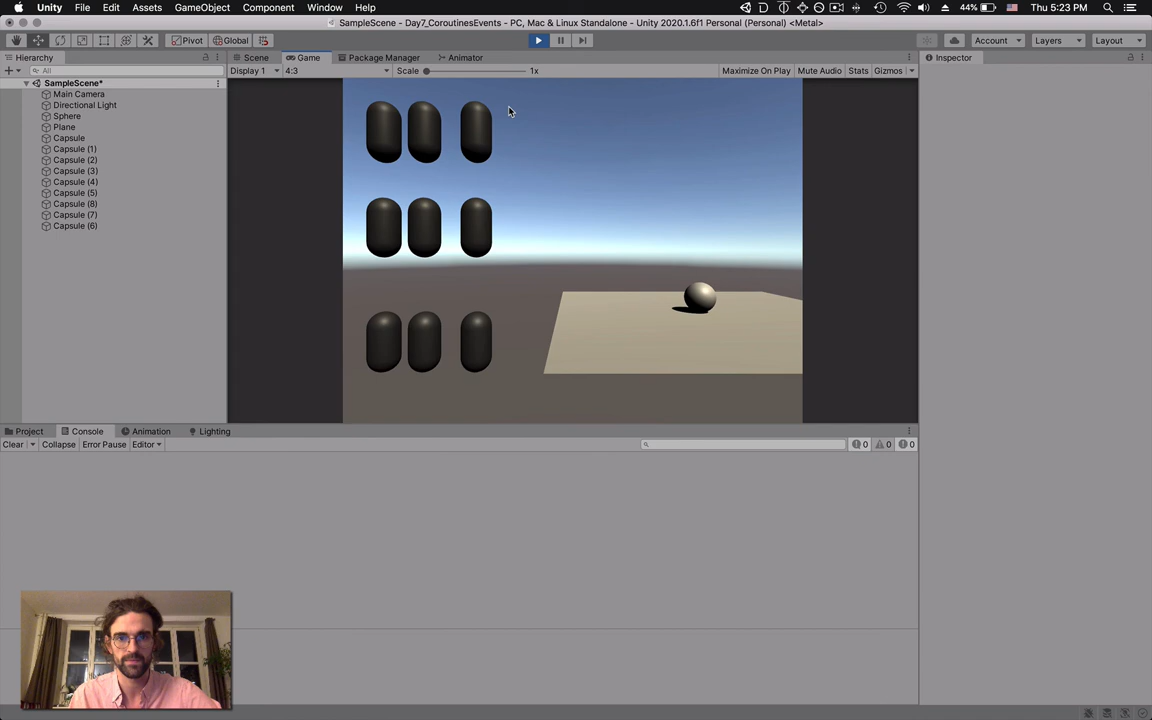 Unity File Edit Assets GameObject Component Window Help 44% Thu 5:23 PM
SampleScene - Day7_CoroutinesEvents - PC, Mac & Linux Standalone - Unity 2020.1.6f1 Personal (Personal) <Metal>
Pivot Global Account Layers Layout
Hierarchy Scene Game Package Manager Animator Inspector
All Display 1 4:3 Scale 1x Maximize On Play Mute Audio Stats Gizmos
SampleScene*
Main Camera
Directional Light
Sphere
Plane
Capsule
Capsule (1)
Capsule (2)
Capsule (3)
Capsule (4)
Capsule (5)
Capsule (8)
Capsule (7)
Capsule (6)
Project Console Animation Lighting
Clear Collapse Error Pause Editor 0 0 0